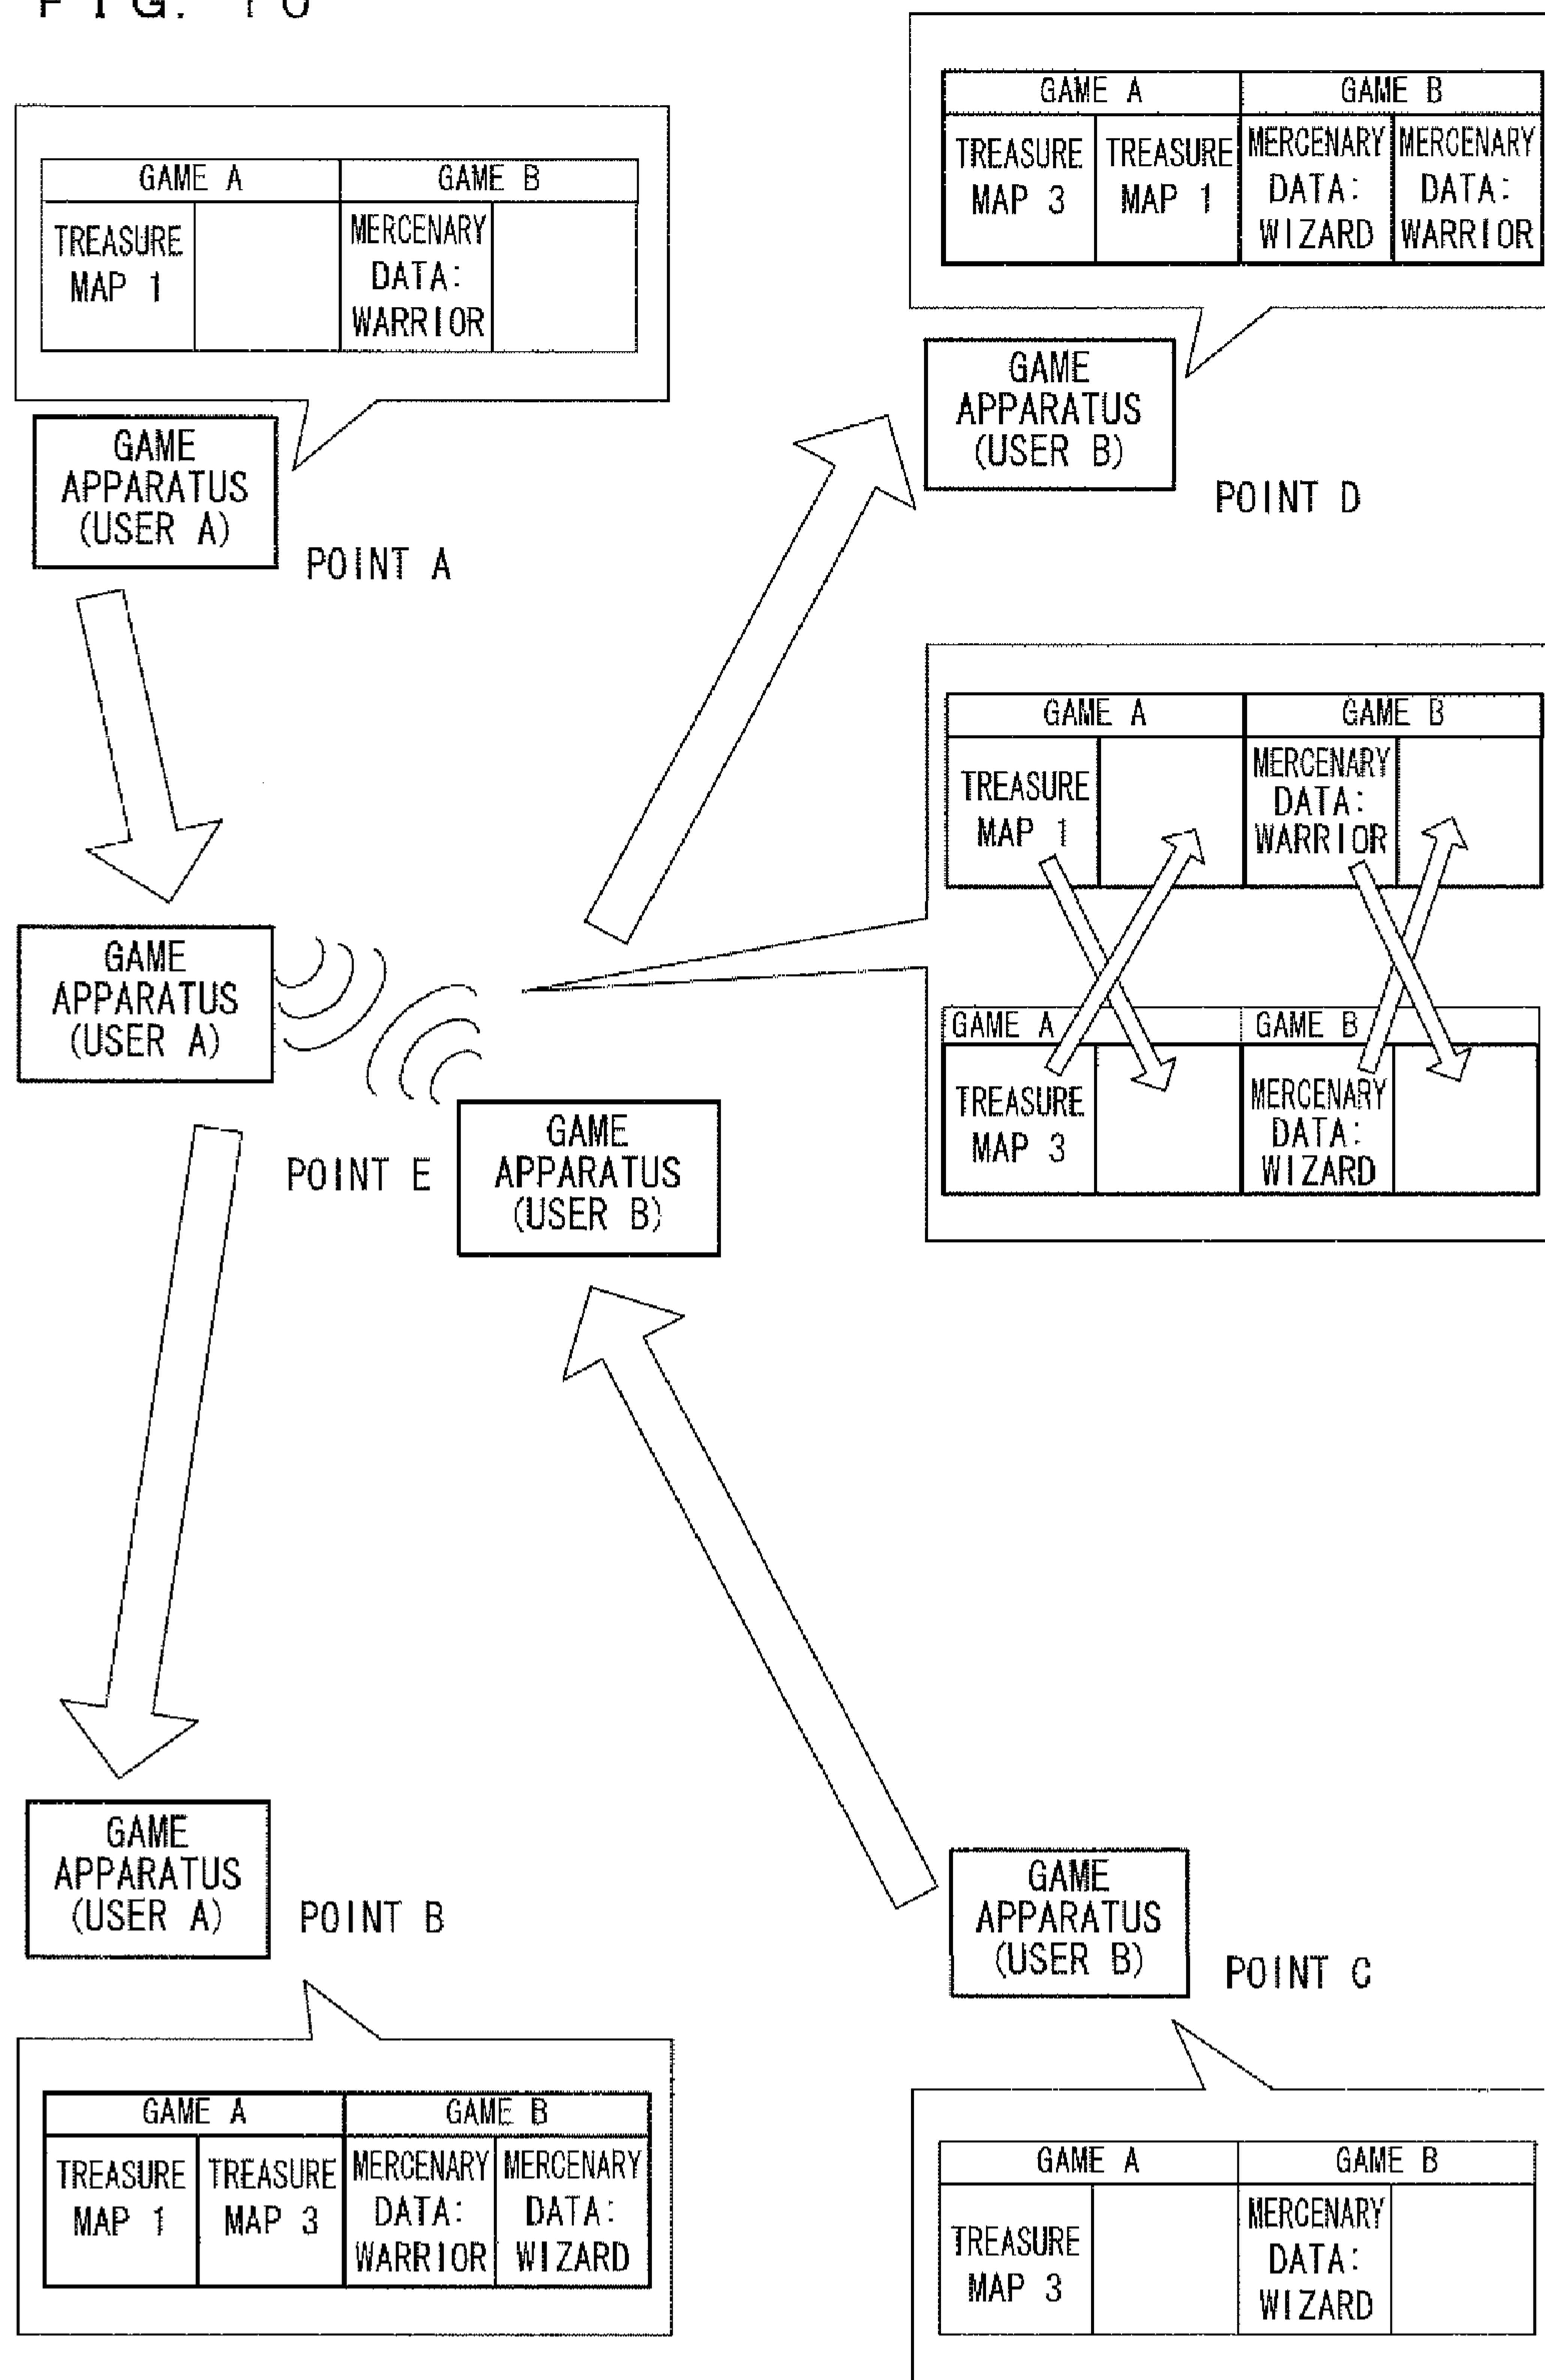 FIG. 10
GAME A GAME B
TREASURE MAP 1
MERCENARY DATA: WARRIOR
GAME APPARATUS (USER A)
POINT A
GAME A GAME B
TREASURE MAP 3
TREASURE MAP 1
MERCENARY DATA: WIZARD
MERCENARY DATA: WARRIOR
GAME APPARATUS (USER B)
POINT D
GAME APPARATUS (USER A)
POINT E
GAME APPARATUS (USER B)
GAME A GAME B
TREASURE MAP 1
MERCENARY DATA: WARRIOR
GAME A GAME B
TREASURE MAP 3
MERCENARY DATA: WIZARD
GAME APPARATUS (USER A)
POINT B
GAME A GAME B
TREASURE MAP 1
TREASURE MAP 3
MERCENARY DATA: WARRIOR
MERCENARY DATA: WIZARD
GAME APPARATUS (USER B)
POINT C
GAME A GAME B
TREASURE MAP 3
MERCENARY DATA: WIZARD